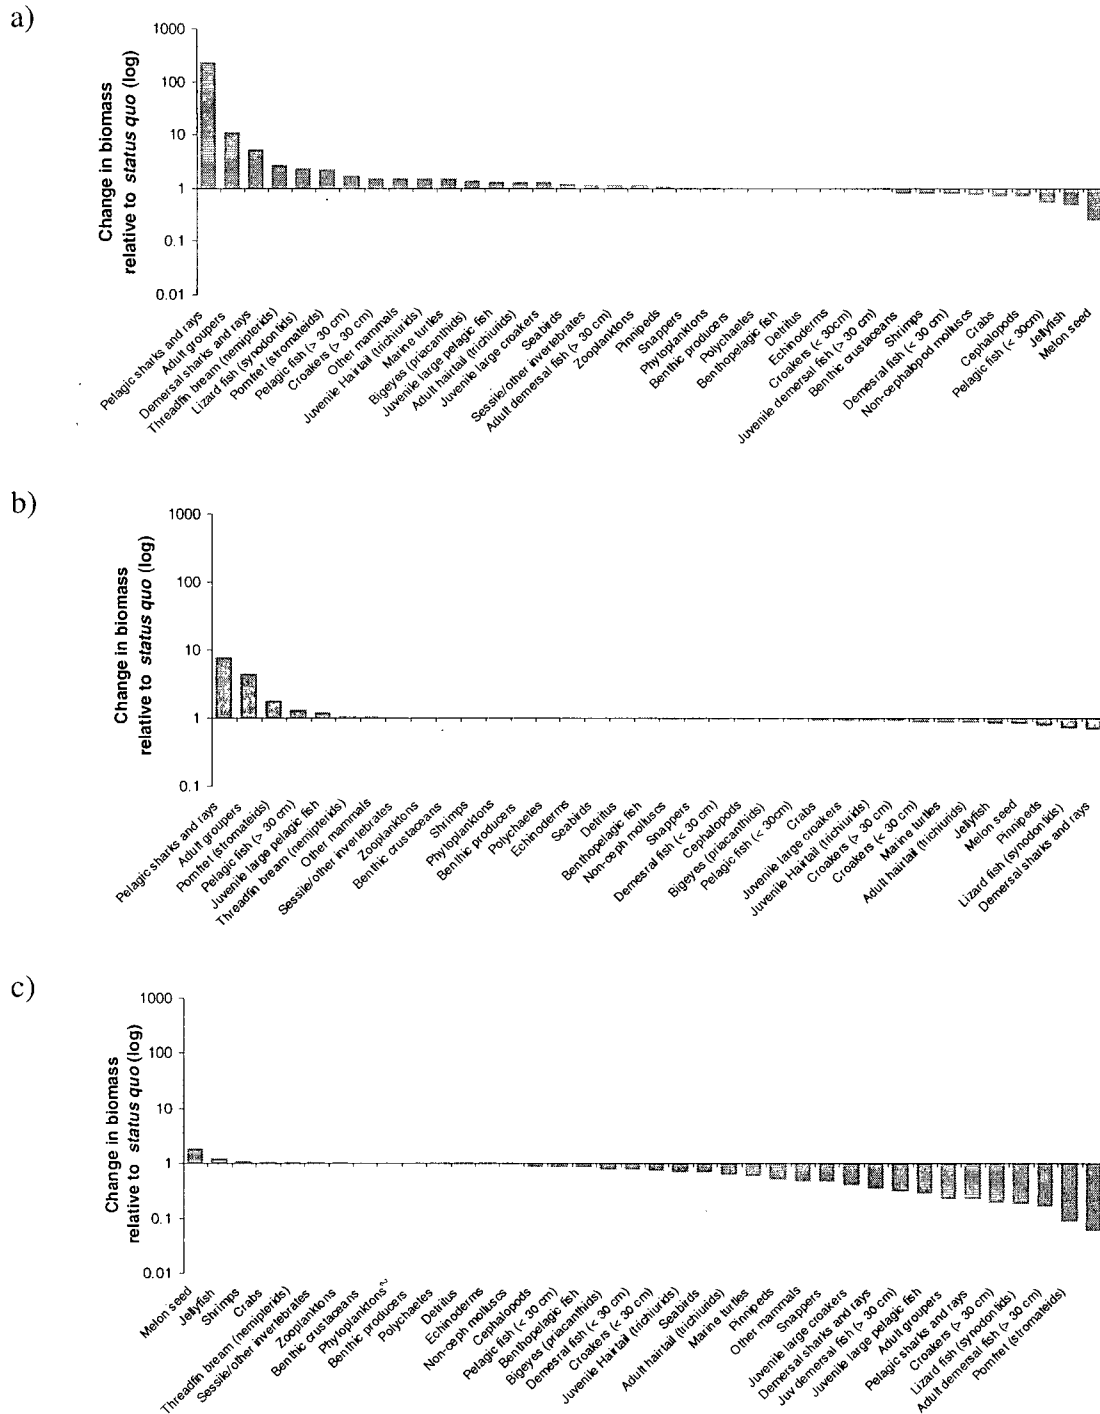 a)
1000
100
10
1
0.1
0.01
Change in biomass
relative to status quo (log)
Pelagic sharks and rays
Adult groupers
Demersal sharks and rays
Threadfin bream (nemipterids)
Lizard fish (synodontids)
Pomfret (stromateids)
Pelagic fish (> 30 cm)
Croakers (> 30 cm)
Other mammals
Juvenile Hairtail (trichiurids)
Marine turtles
Bigeyes (priacanthids)
Juvenile large pelagic fish
Adult hairtail (trichiurids)
Juvenile large croakers
Seabirds
Sessile/other invertebrates
Adult demersal fish (> 30 cm)
Zooplanktons
Pinnipeds
Snappers
Phytoplanktons
Benthic producers
Polychaetes
Benthopelagic fish
Detritus
Echinoderms
Croakers (< 30cm)
Juvenile demersal fish (> 30 cm)
Benthic crustaceans
Shrimps
Demersal fish (< 30 cm)
Non-cephalopod molluscs
Crabs
Cephalopods
Pelagic fish (< 30cm)
Jellyfish
Melon seed
b)
1000
100
10
1
0.1
Change in biomass
relative to status quo (log)
Pelagic sharks and rays
Adult groupers
Pomfret (stromateids)
Pelagic fish (> 30 cm)
Juvenile large pelagic fish
Threadfin bream (nemipterids)
Other mammals
Sessile/other invertebrates
Zooplanktons
Benthic crustaceans
Shrimps
Phytoplanktons
Benthic producers
Polychaetes
Echinoderms
Seabirds
Detritus
Benthopelagic fish
Non-ceph molluscs
Snappers
Demersal fish (< 30 cm)
Cephalopods
Bigeyes (priacanthids)
Pelagic fish (< 30cm)
Crabs
Juvenile large croakers
Juvenile Hairtail (trichiurids)
Croakers (> 30 cm)
Croakers (< 30 cm)
Marine turtles
Adult hairtail (trichiurids)
Jellyfish
Melon seed
Pinnipeds
Lizard fish (synodontids)
Demersal sharks and rays
c)
1000
100
10
1
0.1
0.01
Change in biomass
relative to status quo (log)
Melon seed
Jellyfish
Shrimps
Crabs
Threadfin bream (nemipterids)
Sessile/other invertebrates
Zooplanktons
Benthic crustaceans
Phytoplanktons
Benthic producers
Polychaetes
Detritus
Echinoderms
Non-ceph molluscs
Cephalopods
Pelagic fish (< 30 cm)
Benthopelagic fish
Bigeyes (priacanthids)
Demersal fish (< 30 cm)
Croakers (< 30 cm)
Juvenile Hairtail (trichiurids)
Seabirds
Adult hairtail (trichiurids)
Marine turtles
Pinnipeds
Other mammals
Snappers
Juvenile large croakers
Demersal sharks and rays
Juv demersal fish (> 30 cm)
Juvenile large pelagic fish
Adult groupers
Pelagic sharks and rays
Croakers (> 30 cm)
Lizard fish (synodontids)
Adult demersal fish (> 30 cm)
Pomfret (stromateids)